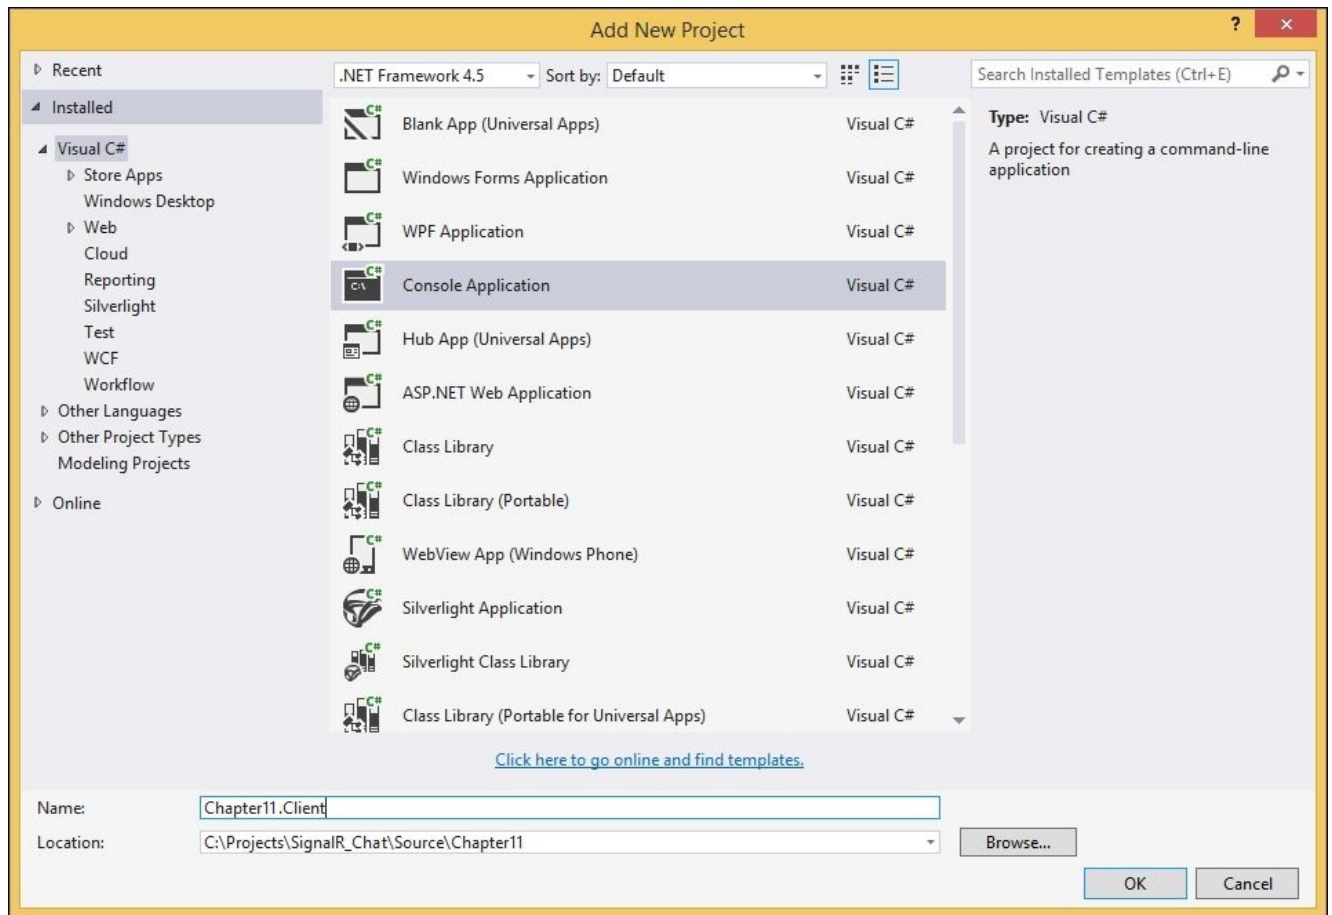 Add New Project
?
Recent
Installed
Visual C#
Store Apps
Windows Desktop
Web
Cloud
Reporting
Silverlight
Test
WCF
Workflow
Other Languages
Other Project Types
Modeling Projects
Online
.NET Framework 4.5 Sort by: Default
Blank App (Universal Apps) Visual C#
Windows Forms Application Visual C#
WPF Application Visual C#
Console Application Visual C#
Hub App (Universal Apps) Visual C#
ASP.NET Web Application Visual C#
Class Library Visual C#
Class Library (Portable) Visual C#
WebView App (Windows Phone) Visual C#
Silverlight Application Visual C#
Silverlight Class Library Visual C#
Class Library (Portable for Universal Apps) Visual C#
Click here to go online and find templates.
Search Installed Templates (Ctrl+E)
Type: Visual C#
A project for creating a command-line
application
Name: Chapter11.Client
Location: C:\Projects\SignalR_Chat\Source\Chapter11
Browse...
OK Cancel